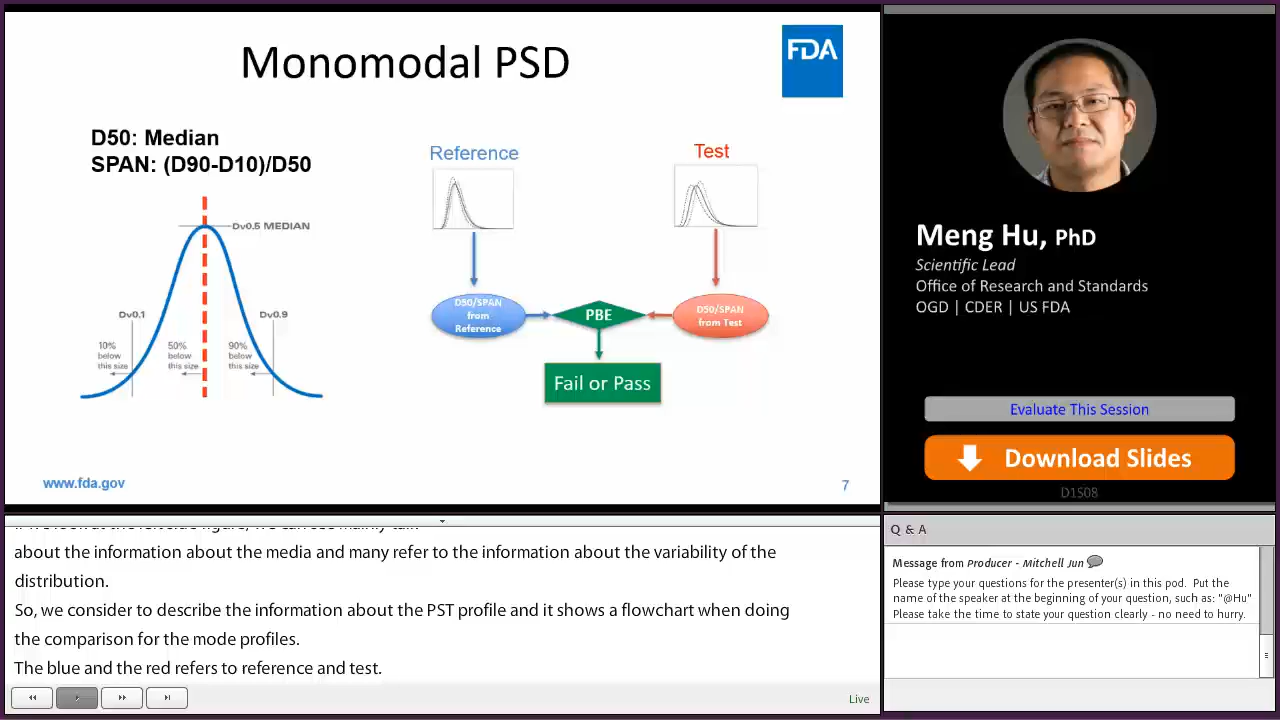 Monomodal PSD
FDA
D50: Median
SPAN: (D90-D10)/D50
Dv0.5 MEDIAN
Dv0.1
Dv0.9
10%
below
this size
50%
below
this size
90%
below
this size
Reference
Test
D50/SPAN
from
Reference
PBE
D50/SPAN
from Test
Fail or Pass
www.fda.gov
7
Meng Hu, PhD
Scientific Lead
Office of Research and Standards
OGD | CDER | US FDA
Evaluate This Session
Download Slides
D1508
about the information about the media and many refer to the information about the variability of the
distribution.
So, we consider to describe the information about the PST profile and it shows a flowchart when doing
the comparison for the mode profiles.
The blue and the red refers to reference and test.
Live
Q & A
Message from Producer - Mitchell Jun
Please type your questions for the presenter(s) in this pod. Put the
name of the speaker at the beginning of your question, such as: "@Hu"
Please take the time to state your question clearly - no need to hurry.